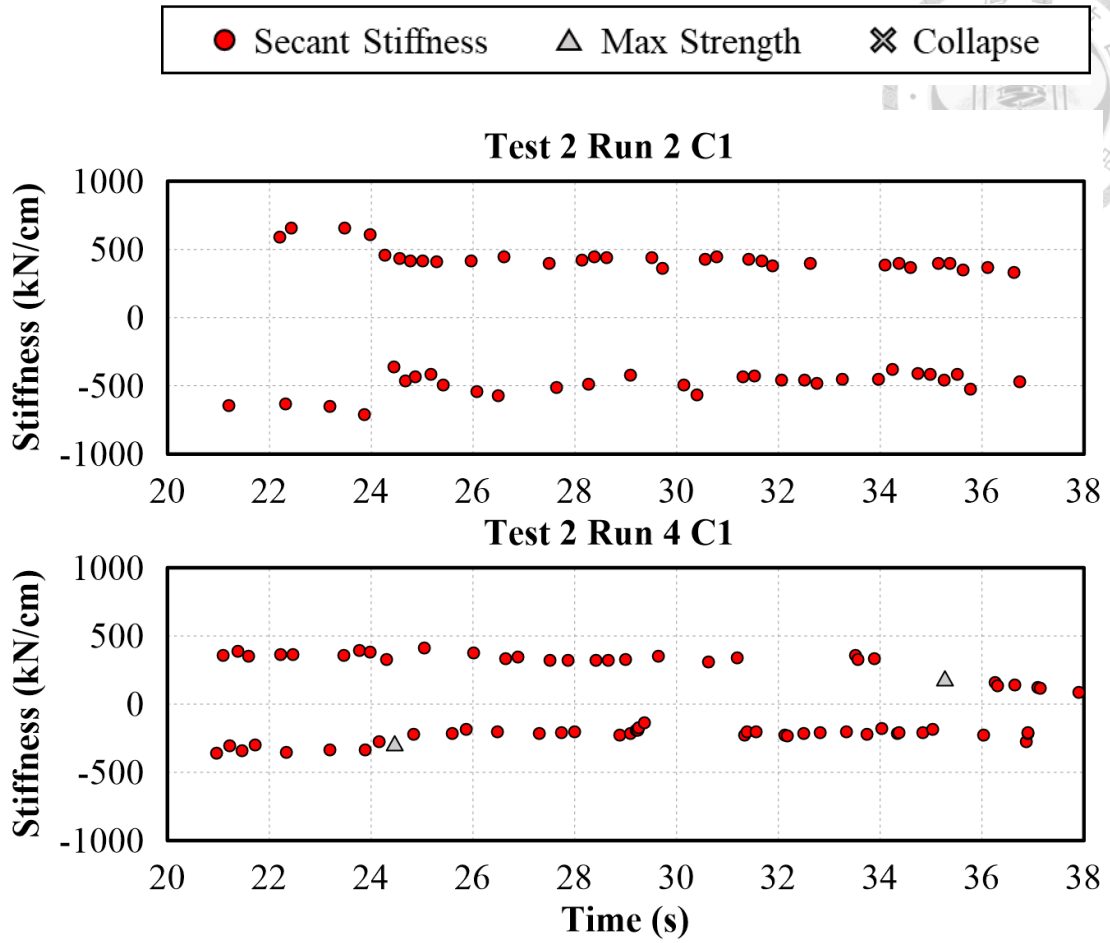 Secant Stiffness Max Strength Collapse
Test 2 Run 2 C1
Stiffness (kN/cm)
1000
500
0
-500
-1000
20 22 24 26 28 30 32 34 36 38
Test 2 Run 4 C1
Stiffness (kN/cm)
1000
500
0
-500
-1000
20 22 24 26 28 30 32 34 36 38
Time (s)